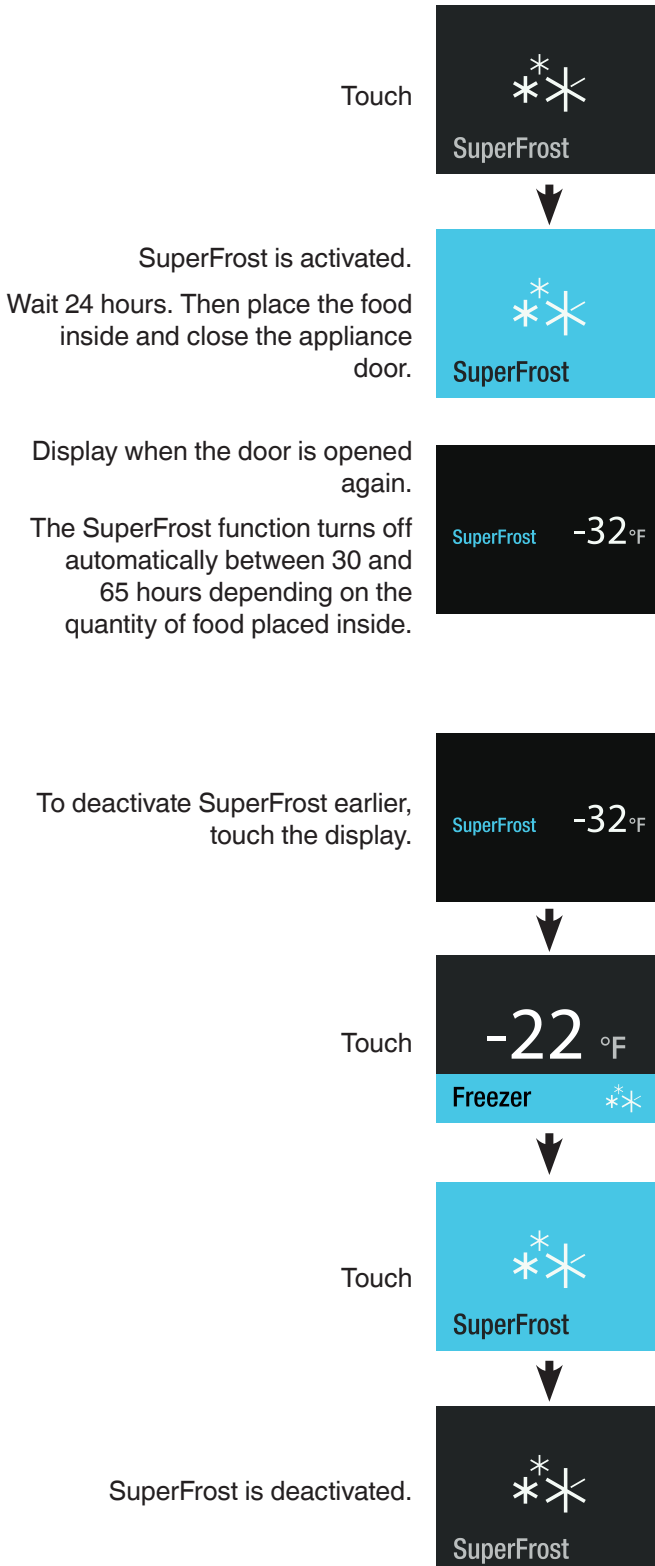 Touch
SuperFrost
SuperFrost is activated.
Wait 24 hours. Then place the food
inside and close the appliance
door.
SuperFrost
Display when the door is opened
again.
The SuperFrost function turns off
automatically between 30 and
65 hours depending on the
quantity of food placed inside.
SuperFrost -32°F
To deactivate SuperFrost earlier,
touch the display.
SuperFrost -32°F
Touch
-22 °F
Freezer
Touch
SuperFrost
SuperFrost is deactivated.
SuperFrost